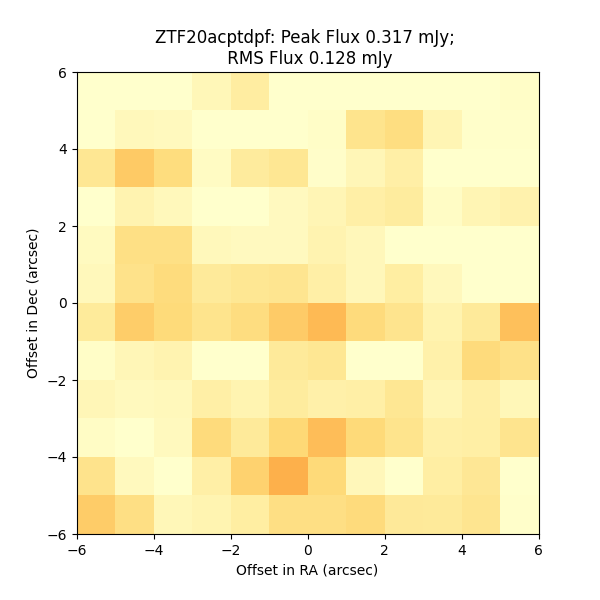 ZTF20acptdpf: Peak Flux 0.317 mJy;
RMS Flux 0.128 mJy
6
4
2
0
−2
−4
−6
Offset in Dec (arcsec)
−6 −4 −2 0 2 4 6
Offset in RA (arcsec)